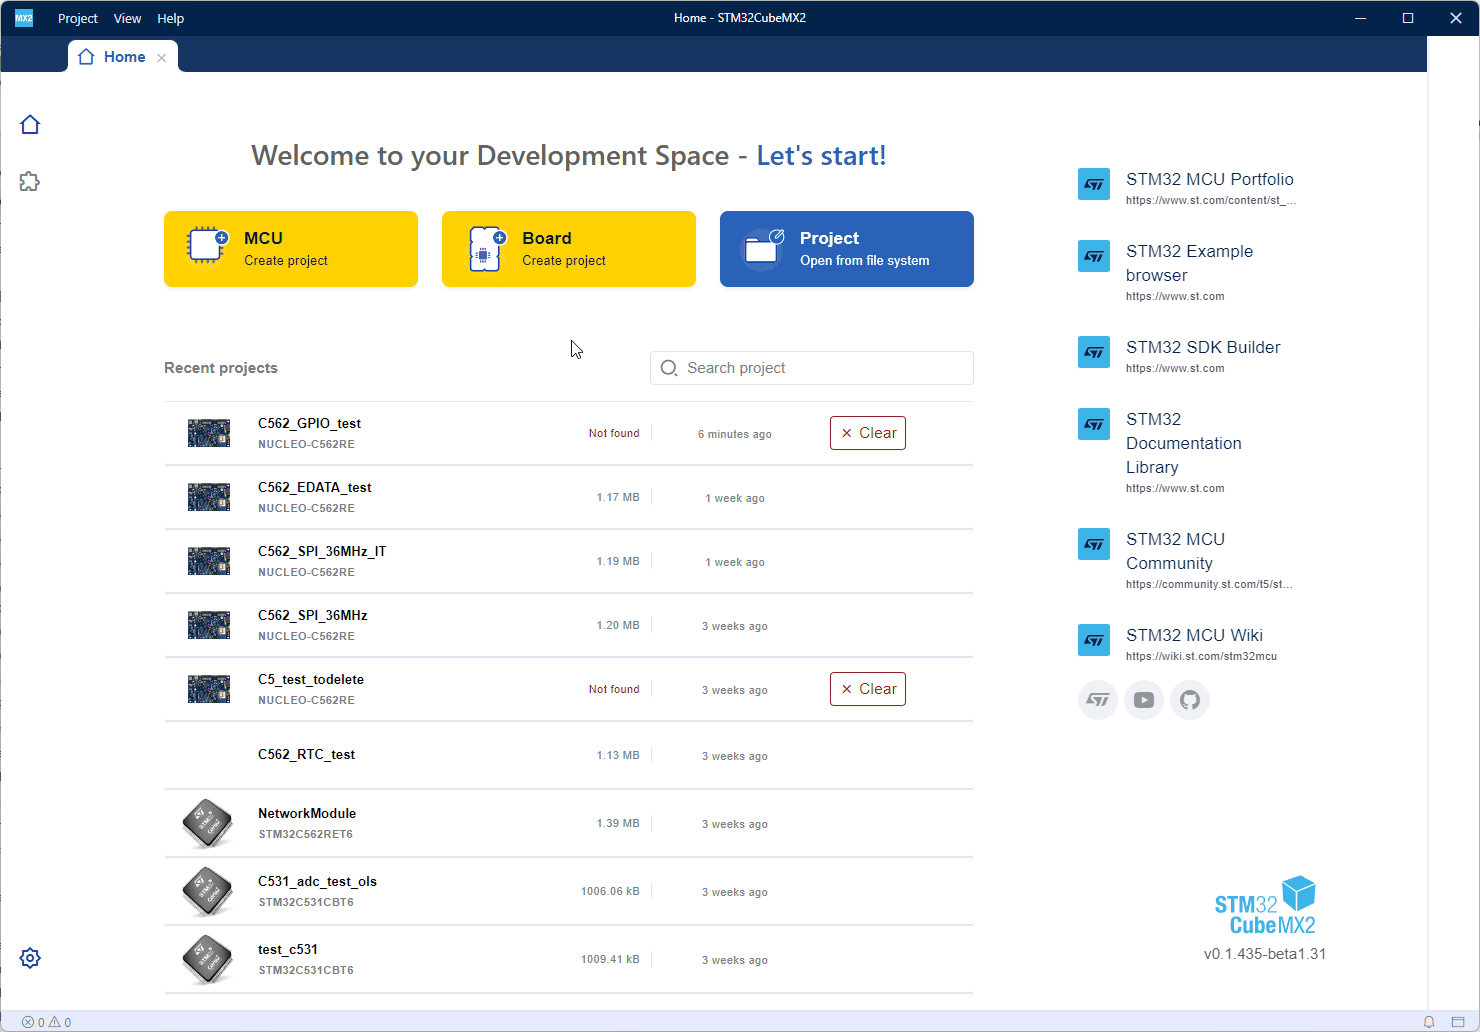 MX2 Project View Help Home - STM32CubeMX2
Home
Welcome to your Development Space - Let's start!
MCU
Create project
Board
Create project
Project
Open from file system
Recent projects
Search project
C562_GPIO_test
NUCLEO-C562RE
Not found
6 minutes ago
Clear
C562_EDATA_test
NUCLEO-C562RE
1.17 MB
1 week ago
C562_SPI_36MHz_IT
NUCLEO-C562RE
1.19 MB
1 week ago
C562_SPI_36MHz
NUCLEO-C562RE
1.20 MB
3 weeks ago
C5_test_todelete
NUCLEO-C562RE
Not found
3 weeks ago
Clear
C562_RTC_test
1.13 MB
3 weeks ago
NetworkModule
STM32C562RET6
1.39 MB
3 weeks ago
C531_adc_test_ols
STM32C531CBT6
1006.06 kB
3 weeks ago
test_c531
STM32C531CBT6
1009.41 kB
3 weeks ago
STM32 MCU Portfolio
https://www.st.com/content/st_...
STM32 Example
browser
https://www.st.com
STM32 SDK Builder
https://www.st.com
STM32
Documentation
Library
https://www.st.com
STM32 MCU
Community
https://community.st.com/t5/st...
STM32 MCU Wiki
https://wiki.st.com/stm32mcu
STM32
CubeMX2
v0.1.435-beta1.31
0 0